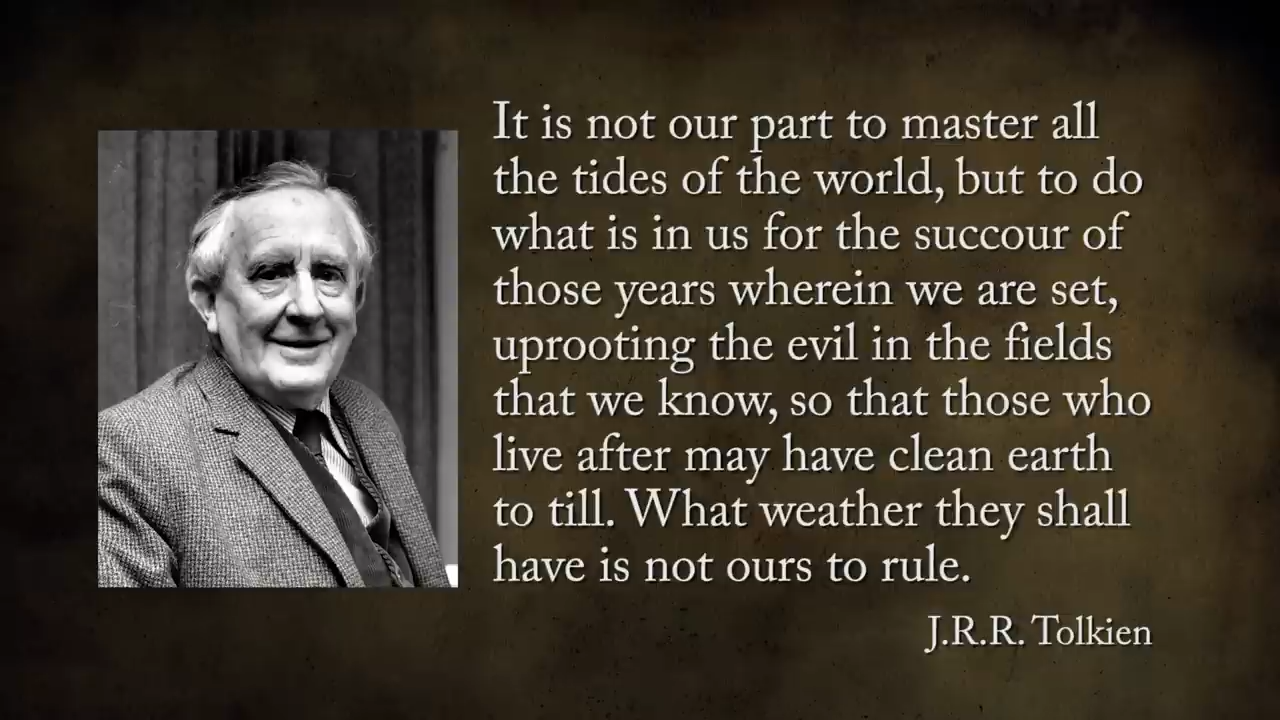 It is not our part to master all
the tides of the world, but to do
what is in us for the succour of
those years wherein we are set,
uprooting the evil in the fields
that we know, so that those who
live after may have clean earth
to till. What weather they shall
have is not ours to rule.
J.R.R. Tolkien